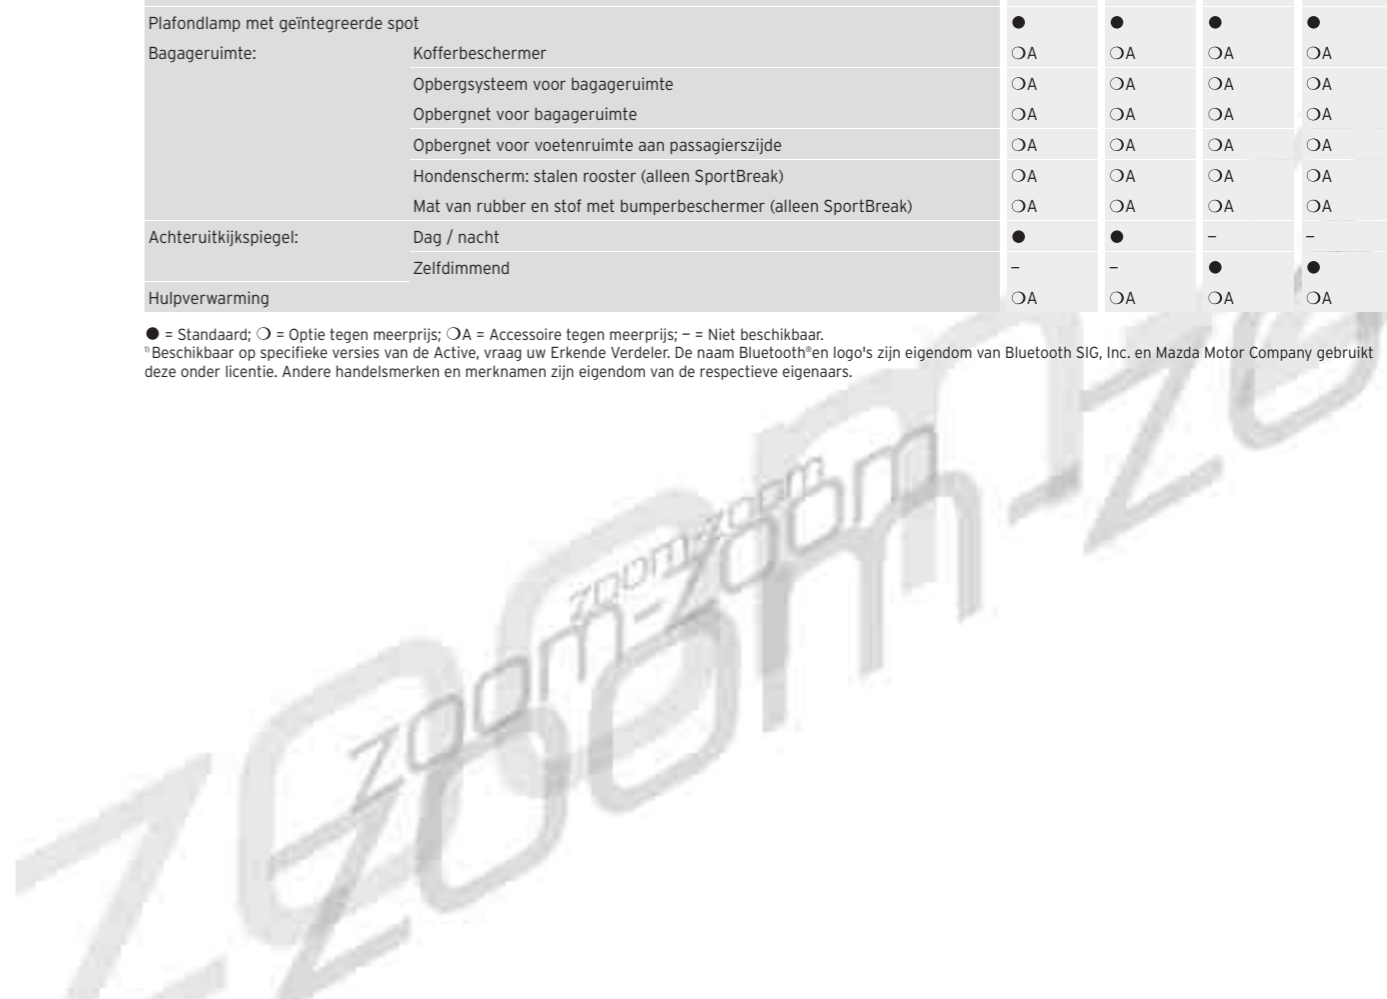 Plafondlamp met geïntegreerde spot ● ● ● ●
Bagageruimte: Kofferbeschermer ❍A ❍A ❍A ❍A
Opbergsysteem voor bagageruimte ❍A ❍A ❍A ❍A
Opbergnet voor bagageruimte ❍A ❍A ❍A ❍A
Opbergnet voor voetenruimte aan passagierszijde ❍A ❍A ❍A ❍A
Hondenscherm: stalen rooster (alleen SportBreak) ❍A ❍A ❍A ❍A
Mat van rubber en stof met bumperbeschermer (alleen SportBreak) ❍A ❍A ❍A ❍A
Achteruitkijkspiegel: Dag / nacht ● ● – –
Zelfdimmend – – ● ●
Hulpverwarming ❍A ❍A ❍A ❍A
● = Standaard; ❍ = Optie tegen meerprijs; ❍A = Accessoire tegen meerprijs; – = Niet beschikbaar.
¹⁾ Beschikbaar op specifieke versies van de Active, vraag uw Erkende Verdeler. De naam Bluetooth®en logo's zijn eigendom van Bluetooth SIG, Inc. en Mazda Motor Company gebruikt
deze onder licentie. Andere handelsmerken en merknamen zijn eigendom van de respectieve eigenaars.
zoom-zoom
zoom-zoom
zoom-zo
zoom